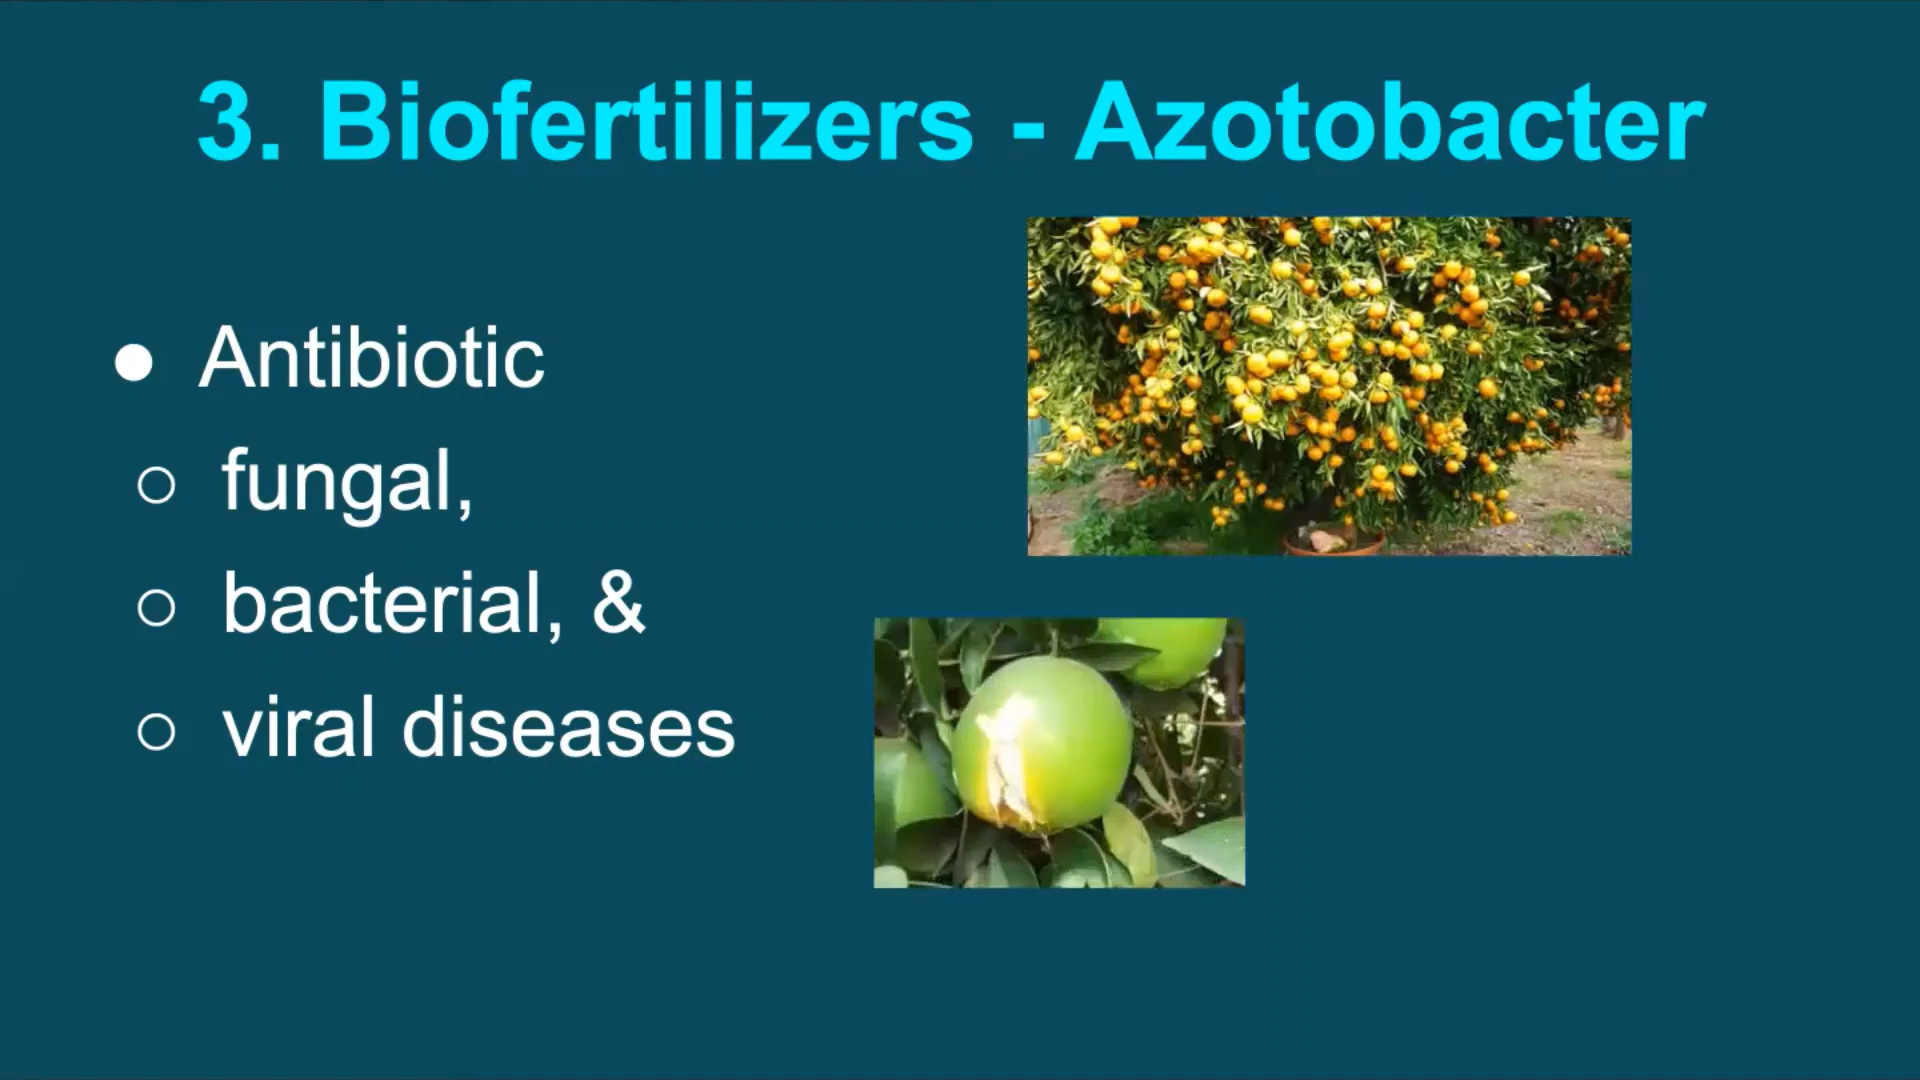 3. Biofertilizers - Azotobacter
● Antibiotic
○ fungal,
○ bacterial, &
○ viral diseases